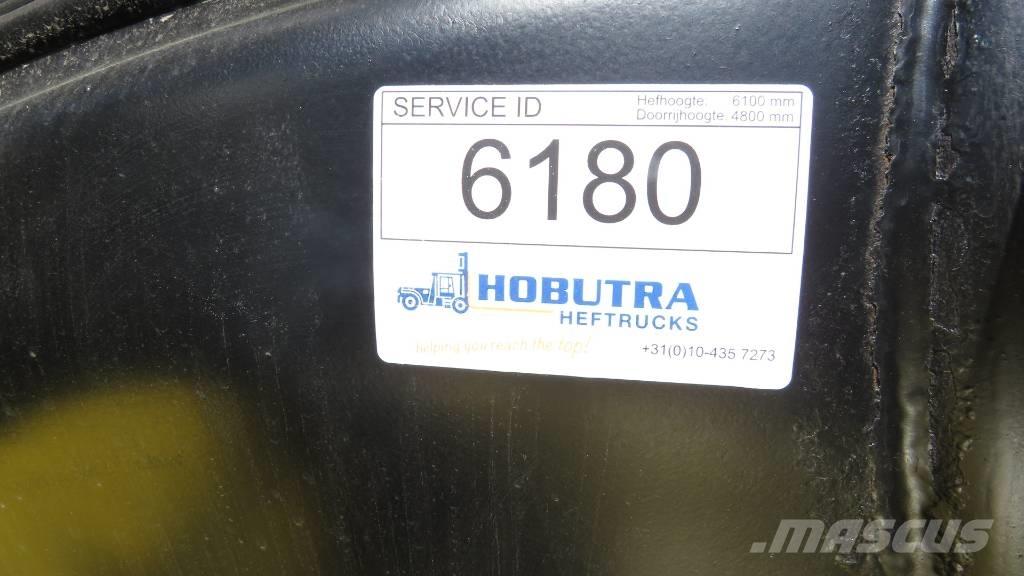 SERVICE ID
Hefhoogte: 6100 mm
Doorrijhoogte: 4800 mm
6180
HOBUTRA
HEFTRUCKS
helping you reach the top!
+31(0)10-435 7273
MASCUS